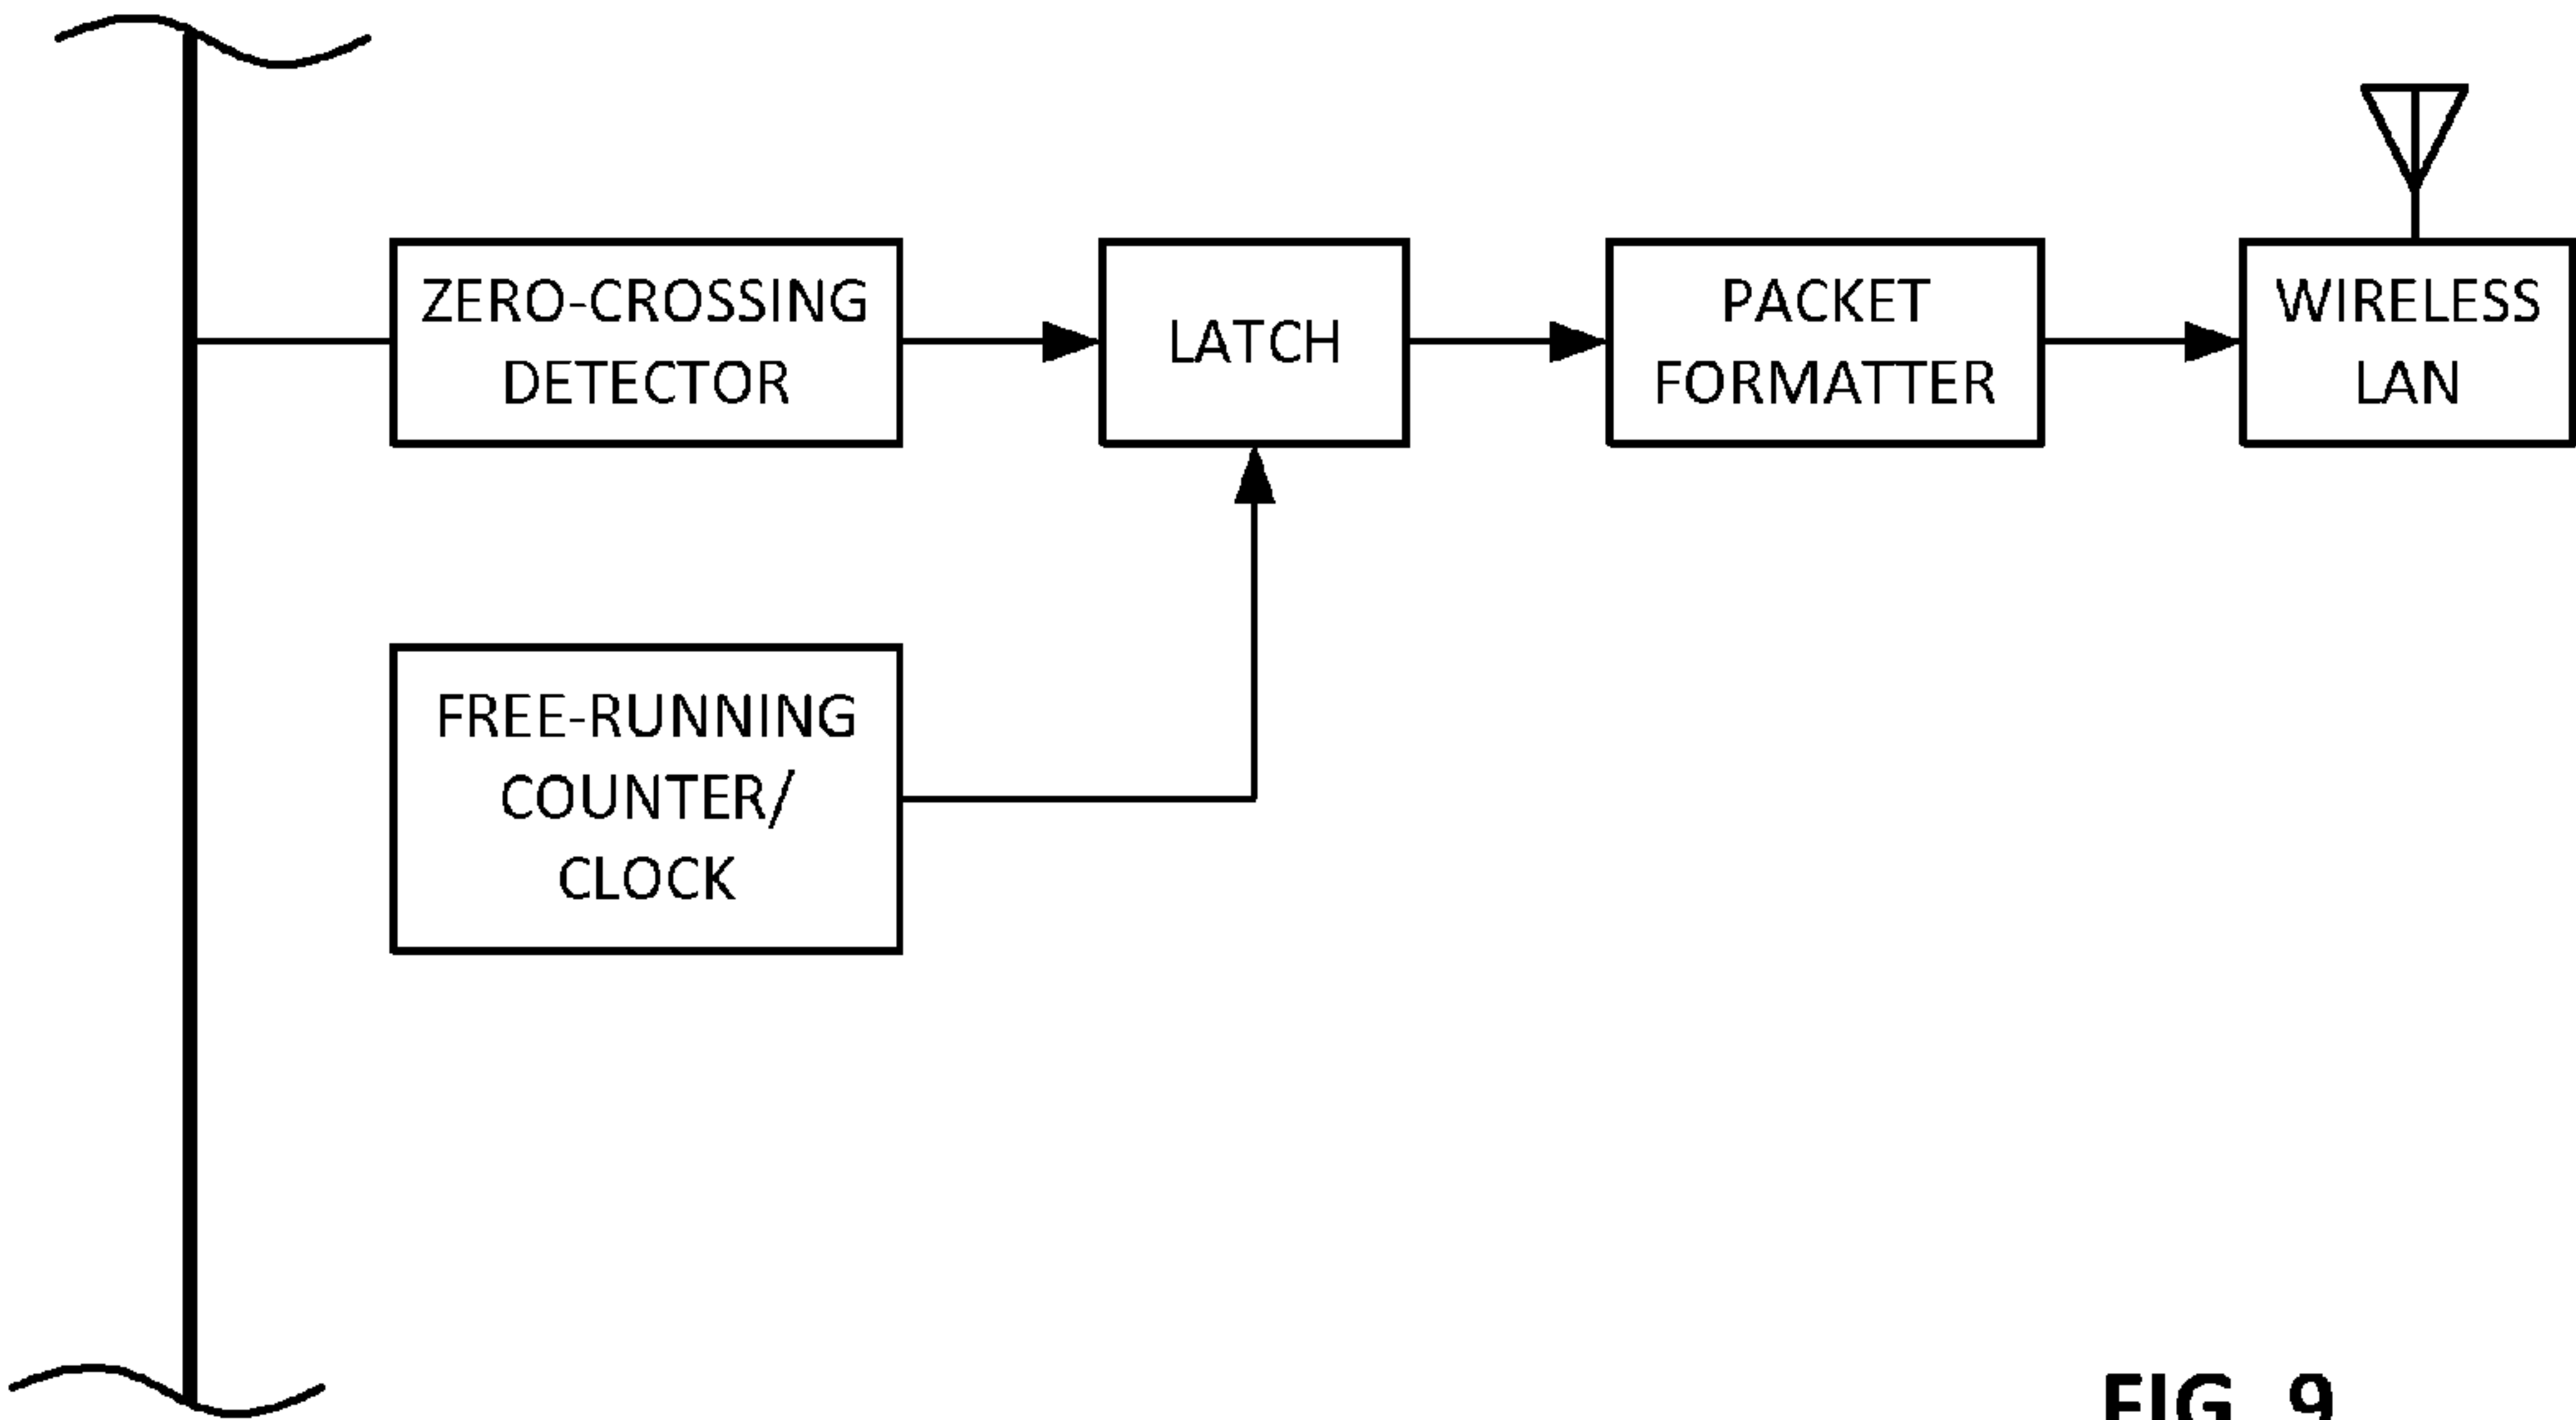 ZERO-CROSSING
DETECTOR
LATCH
PACKET
FORMATTER
WIRELESS
LAN
FREE-RUNNING
COUNTER/
CLOCK
FIG. 9